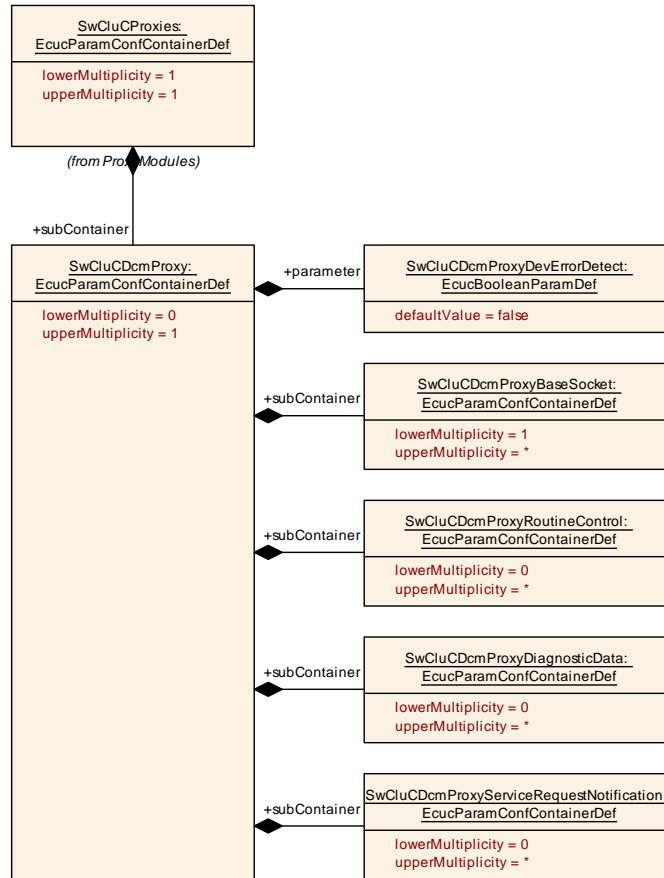 SwCluCProxies:
EcucParamConfContainerDef
lowerMultiplicity = 1
upperMultiplicity = 1
(from Modules)
+subContainer
SwCluCDcmProxy:
EcucParamConfContainerDef
lowerMultiplicity = 0
upperMultiplicity = 1
+parameter
SwCluCDcmProxyDevErrorDetect:
EcucBooleanParamDef
defaultValue = false
+subContainer
SwCluCDcmProxyBaseSocket:
EcucParamConfContainerDef
lowerMultiplicity = 1
upperMultiplicity = *
+subContainer
SwCluCDcmProxyRoutineControl:
EcucParamConfContainerDef
lowerMultiplicity = 0
upperMultiplicity = *
+subContainer
SwCluCDcmProxyDiagnosticData:
EcucParamConfContainerDef
lowerMultiplicity = 0
upperMultiplicity = *
+subContainer
SwCluCDcmProxyServiceRequestNotification:
EcucParamConfContainerDef
lowerMultiplicity = 0
upperMultiplicity = *